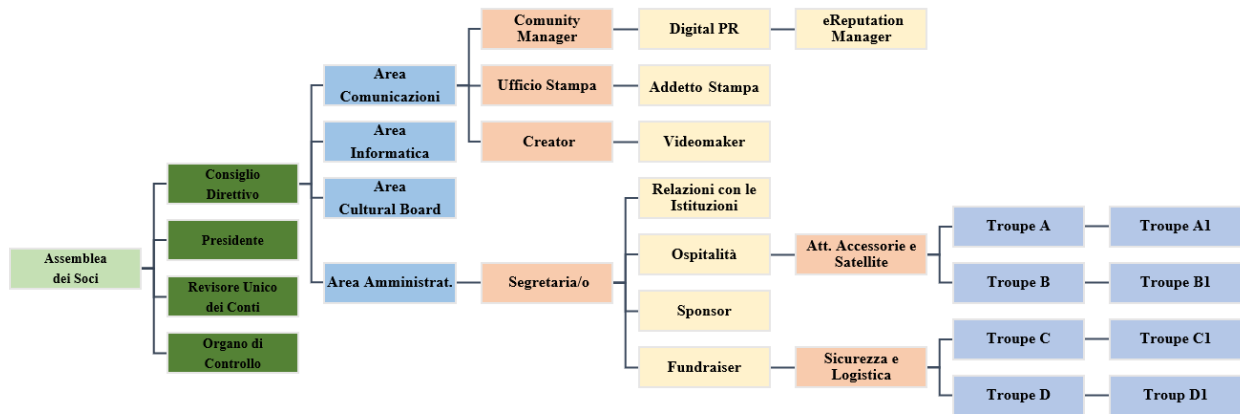 Assemblea
dei Soci
Consiglio
Direttivo
Presidente
Revisore Unico
dei Conti
Organo di
Controllo
Area
Comunicazioni
Area
Informatica
Area
Cultural Board
Area Amministrat.
Comunity
Manager
Ufficio Stampa
Creator
Segretaria/o
Digital PR
Addetto Stampa
Videomaker
Relazioni con le
Istituzioni
Ospitalità
Sponsor
Fundraiser
eReputation
Manager
Att. Accessorie e
Satellite
Sicurezza e
Logistica
Troupe A
Troupe B
Troupe C
Troupe D
Troupe A1
Troupe B1
Troupe C1
Troup D1